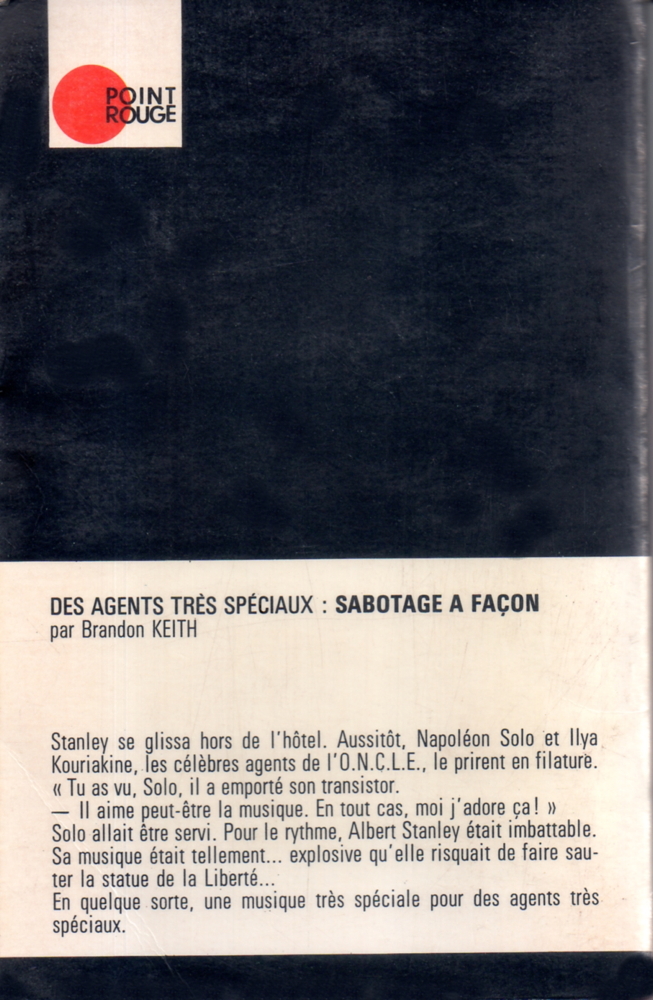 POINT
ROUGE
DES AGENTS TRÈS SPÉCIAUX : SABOTAGE A FAÇON
par Brandon KEITH
Stanley se glissa hors de l'hôtel. Aussitôt, Napoléon Solo et Ilya
Kouriakine, les célèbres agents de l'O.N.C.L.E., le prirent en filature.
« Tu as vu, Solo, il a emporté son transistor.
— Il aime peut-être la musique. En tout cas, moi j'adore ça! »
Solo allait être servi. Pour le rythme, Albert Stanley était imbattable.
Sa musique était tellement... explosive qu'elle risquait de faire sau-
ter la statue de la Liberté...
En quelque sorte, une musique très spéciale pour des agents très
spéciaux.